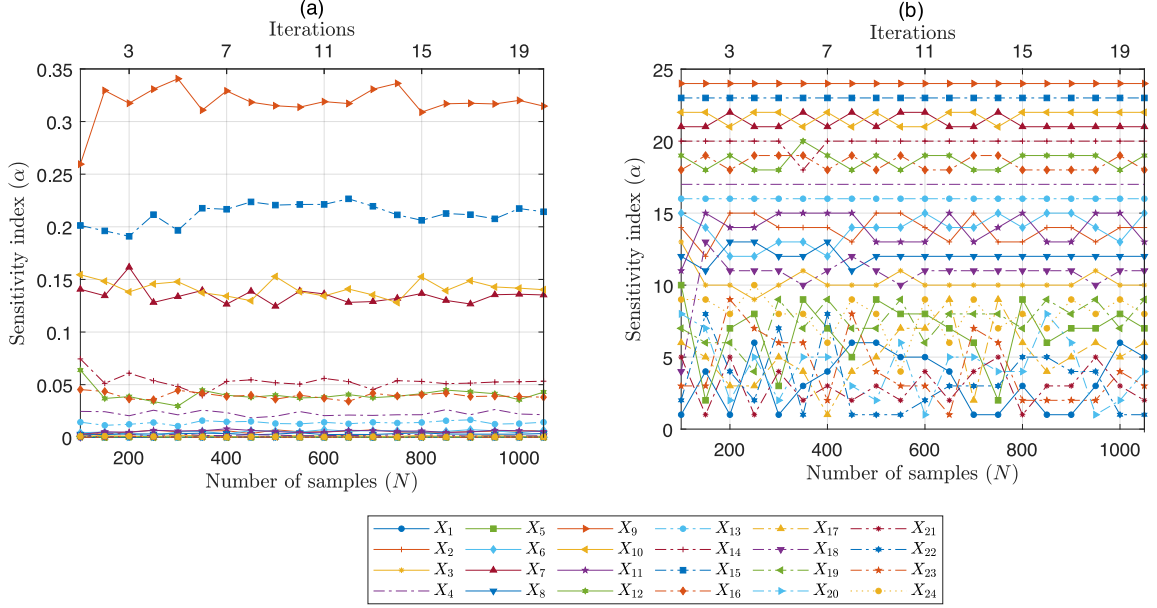 (a)
Iterations
3 7 11 15 19
0.35
0.3
0.25
0.2
0.15
0.1
0.05
0
Sensitivity index (α)
200 400 600 800 1000
Number of samples (N)
(b)
Iterations
3 7 11 15 19
25
20
15
10
5
0
Sensitivity index (α)
200 400 600 800 1000
Number of samples (N)
X1 X5 X9 X13 X17 X21
X2 X6 X10 X14 X18 X22
X3 X7 X11 X15 X19 X23
X4 X8 X12 X16 X20 X24